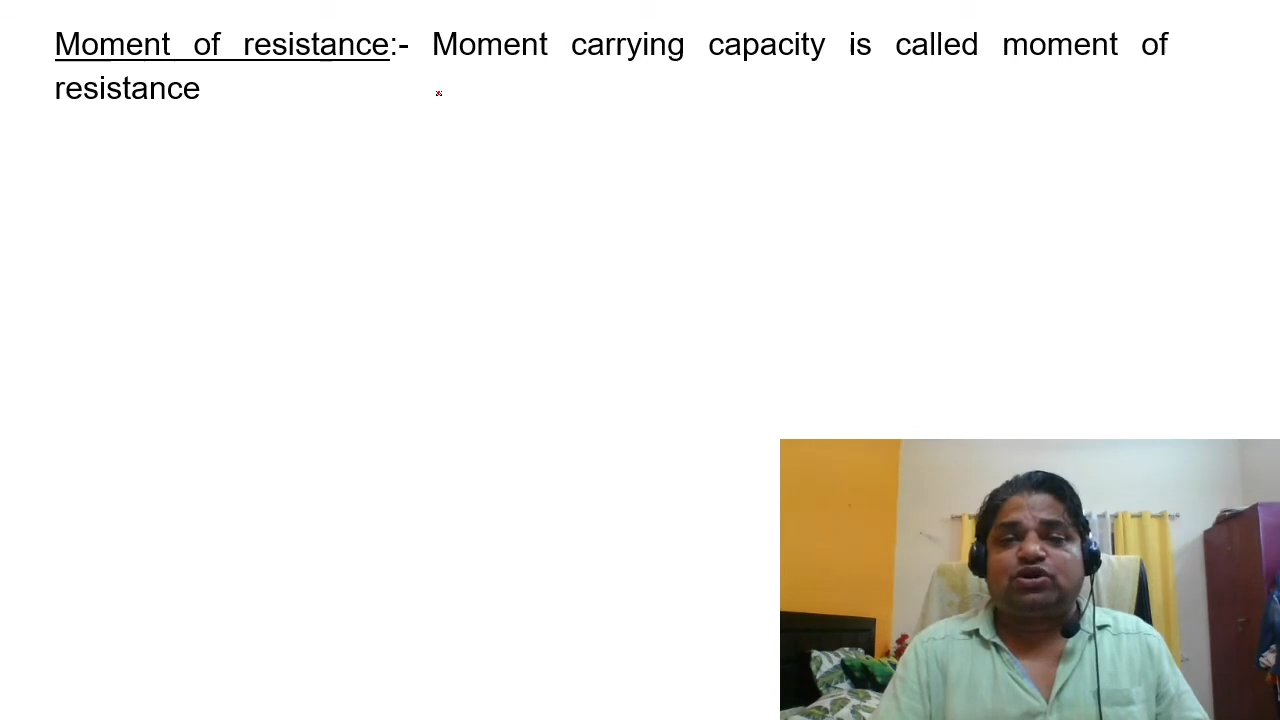 Moment of resistance:- Moment carrying capacity is called moment of
resistance